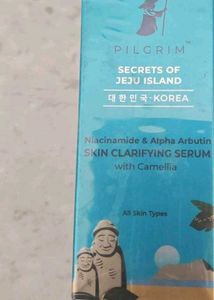 PILGRIM
SECRETS OF
JEJU ISLAND
대한민국·KOREA
Niacinamide & Alpha Arbutin
SKIN CLARIFYING SERUM
with Camellia
All Skin Types